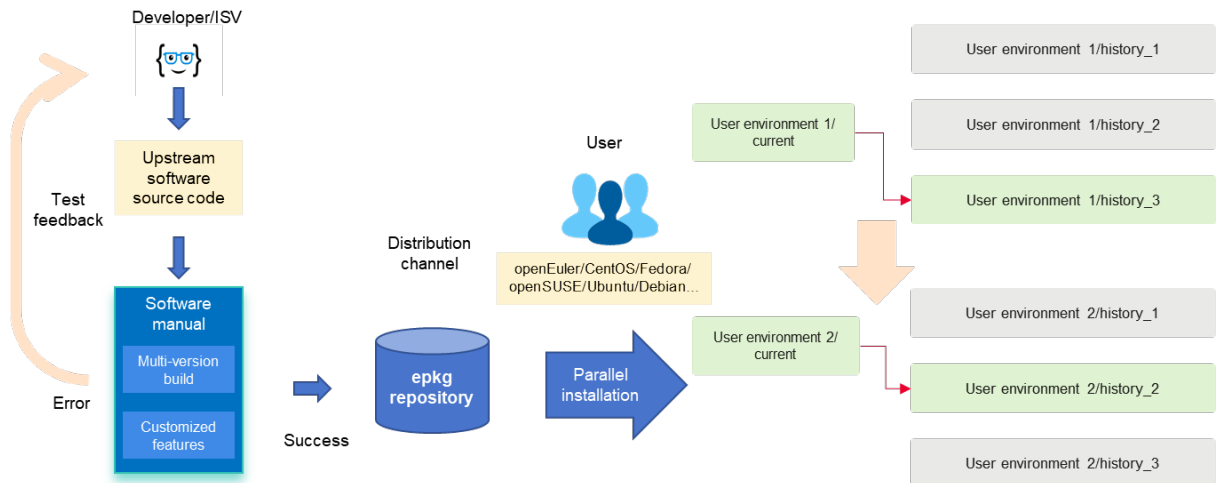 Developer/ISV
Upstream
software
source code
Test
feedback
Software
manual
Multi-version
build
Customized
features
Error
Success
Distribution
channel
epkg
repository
User
openEuler/CentOS/Fedora/
openSUSE/Ubuntu/Debian...
Parallel
installation
User environment 1/
current
User environment 1/history_1
User environment 1/history_2
User environment 1/history_3
User environment 2/
current
User environment 2/history_1
User environment 2/history_2
User environment 2/history_3